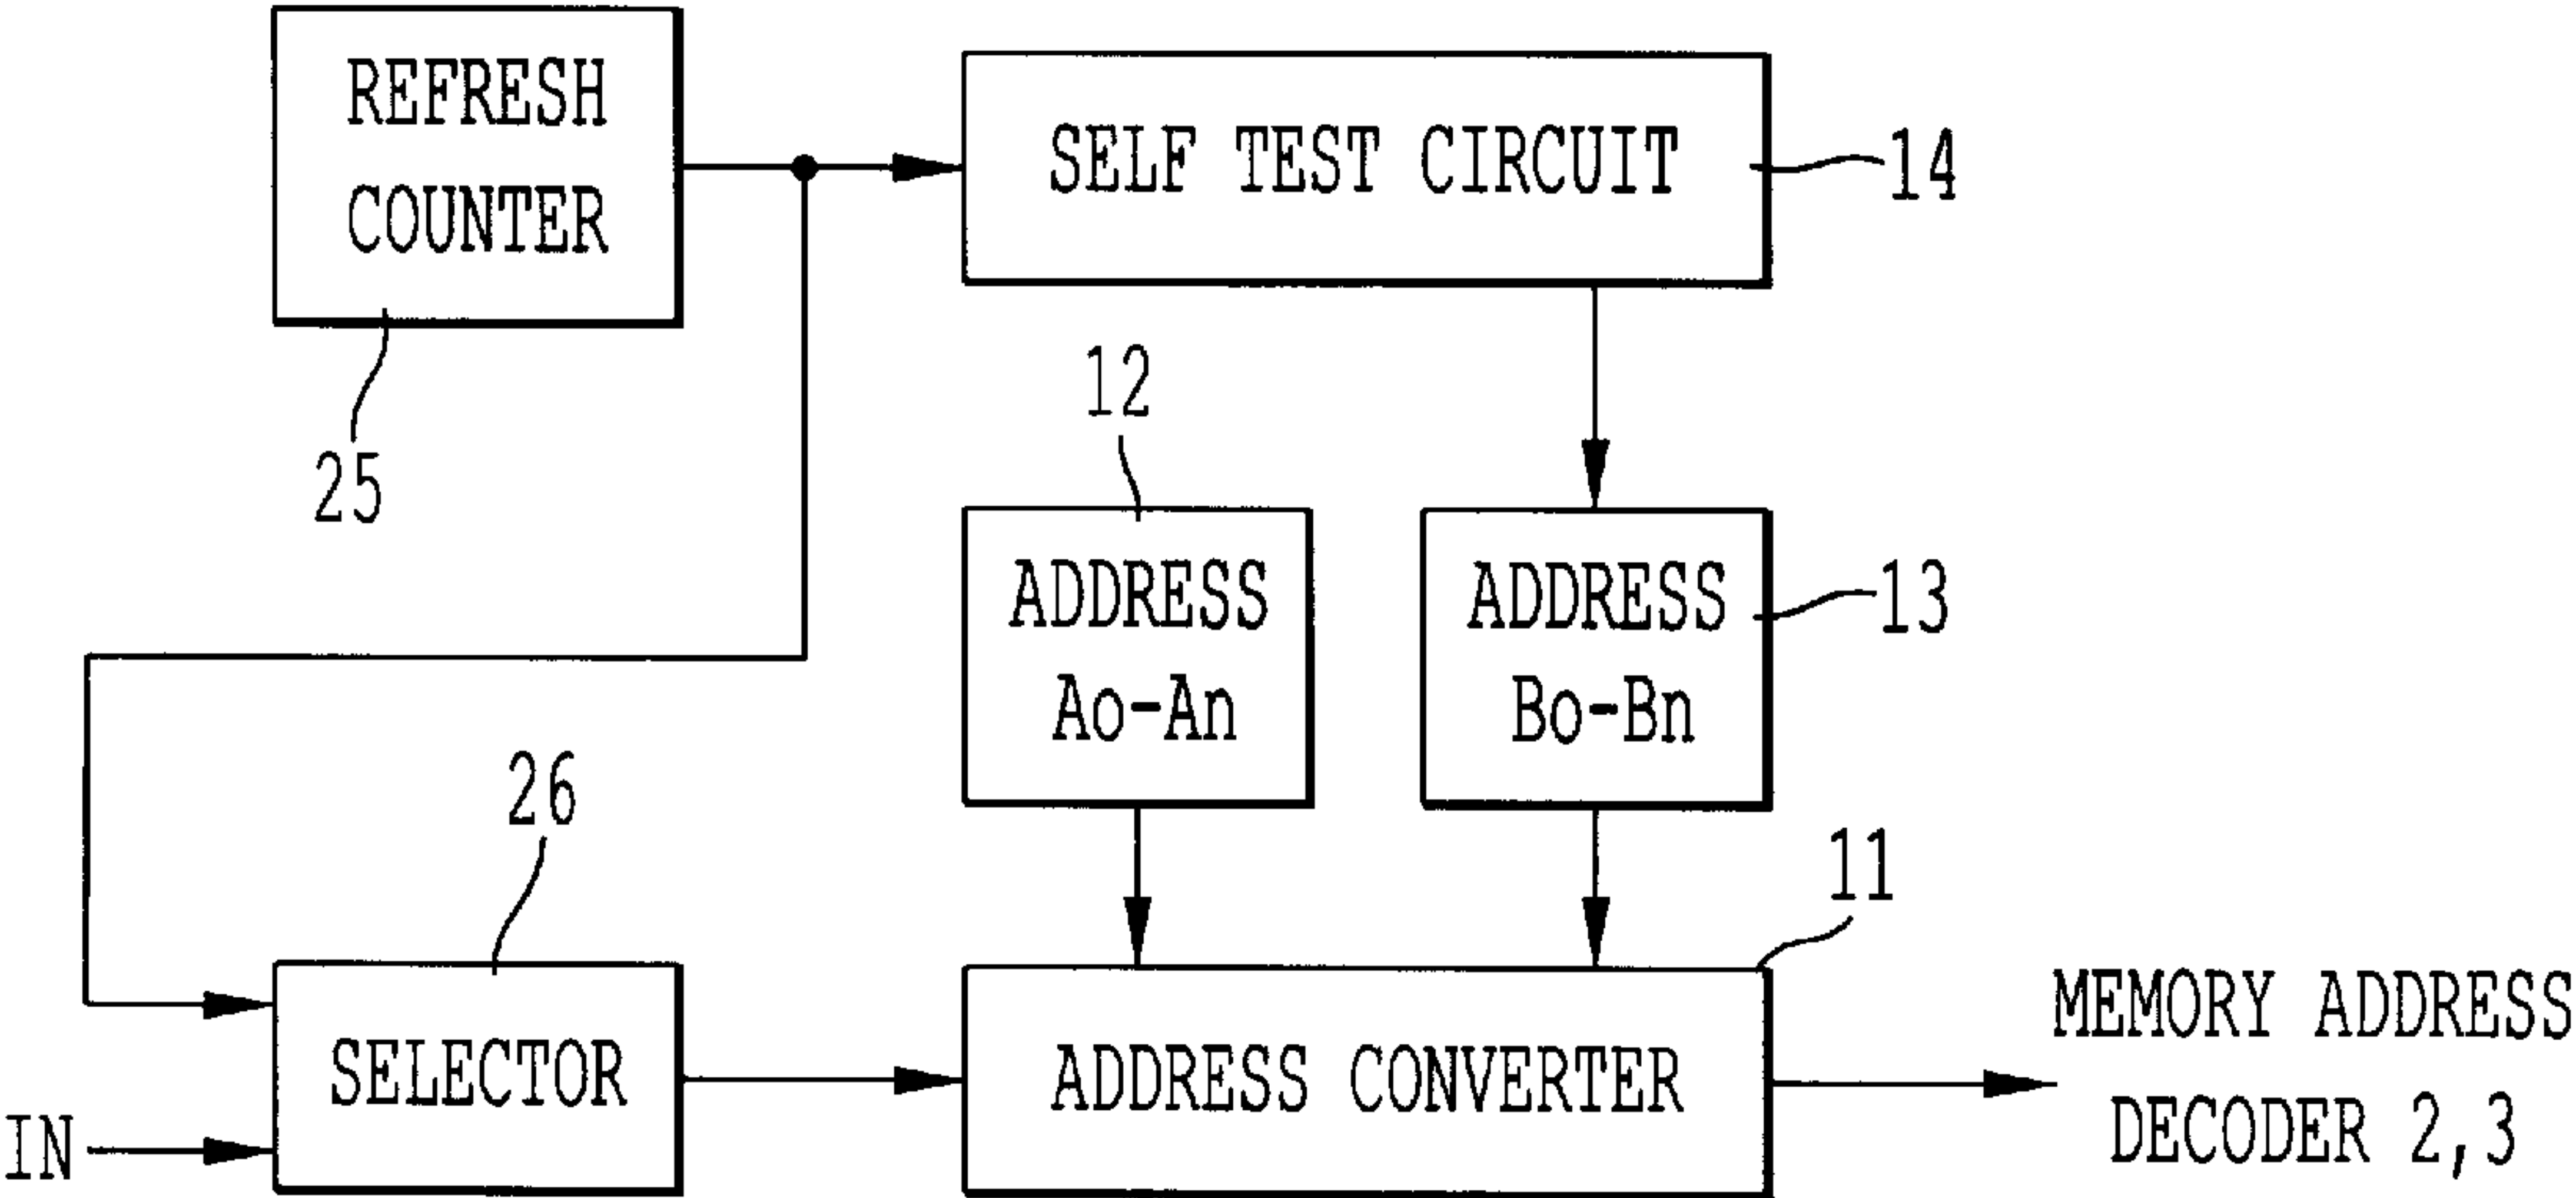 REFRESH
COUNTER
25
SELF TEST CIRCUIT
14
12
ADDRESS
Ao-An
ADDRESS
Bo-Bn
13
26
SELECTOR
IN
11
ADDRESS CONVERTER
MEMORY ADDRESS
DECODER 2,3